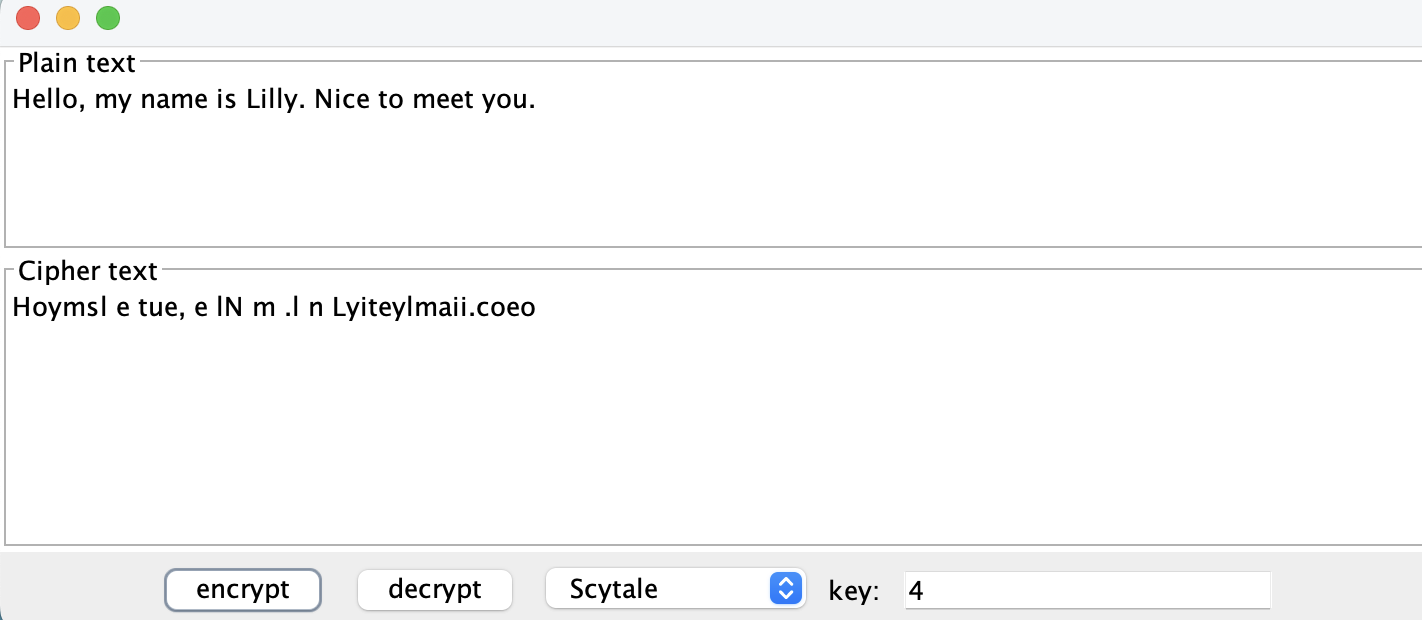 Plain text
Hello, my name is Lilly. Nice to meet you.
Cipher text
Hoymsl e tue, e lN m .l n Lyiteylmaii.coeo
encrypt decrypt Scytale key: 4